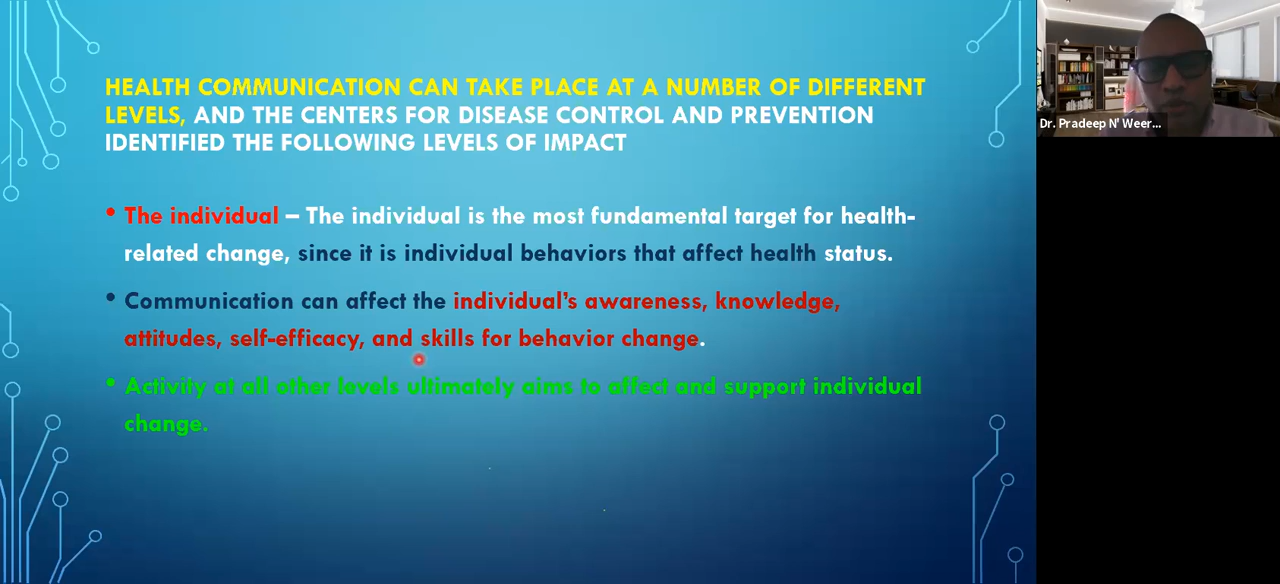 HEALTH COMMUNICATION CAN TAKE PLACE AT A NUMBER OF DIFFERENT
LEVELS, AND THE CENTERS FOR DISEASE CONTROL AND PREVENTION
IDENTIFIED THE FOLLOWING LEVELS OF IMPACT
• The individual – The individual is the most fundamental target for health-
related change, since it is individual behaviors that affect health status.
• Communication can affect the individual's awareness, knowledge,
attitudes, self-efficacy, and skills for behavior change.
• Activity at all other levels ultimately aims to affect and support individual
change.
Dr. Pradeep N' Weer...